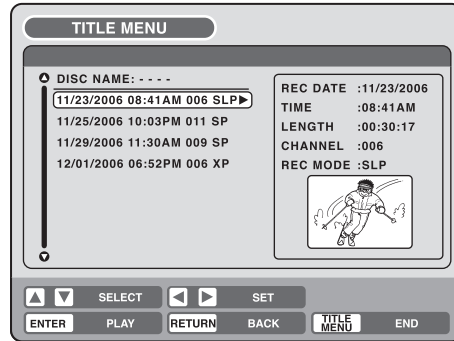 TITLE MENU
DISC NAME: - - - -
11/23/2006 08:41AM 006 SLP
11/25/2006 10:03PM 011 SP
11/29/2006 11:30AM 009 SP
12/01/2006 06:52PM 006 XP
REC DATE :11/23/2006
TIME :08:41AM
LENGTH :00:30:17
CHANNEL :006
REC MODE :SLP
SELECT SET
ENTER PLAY RETURN BACK TITLE MENU END